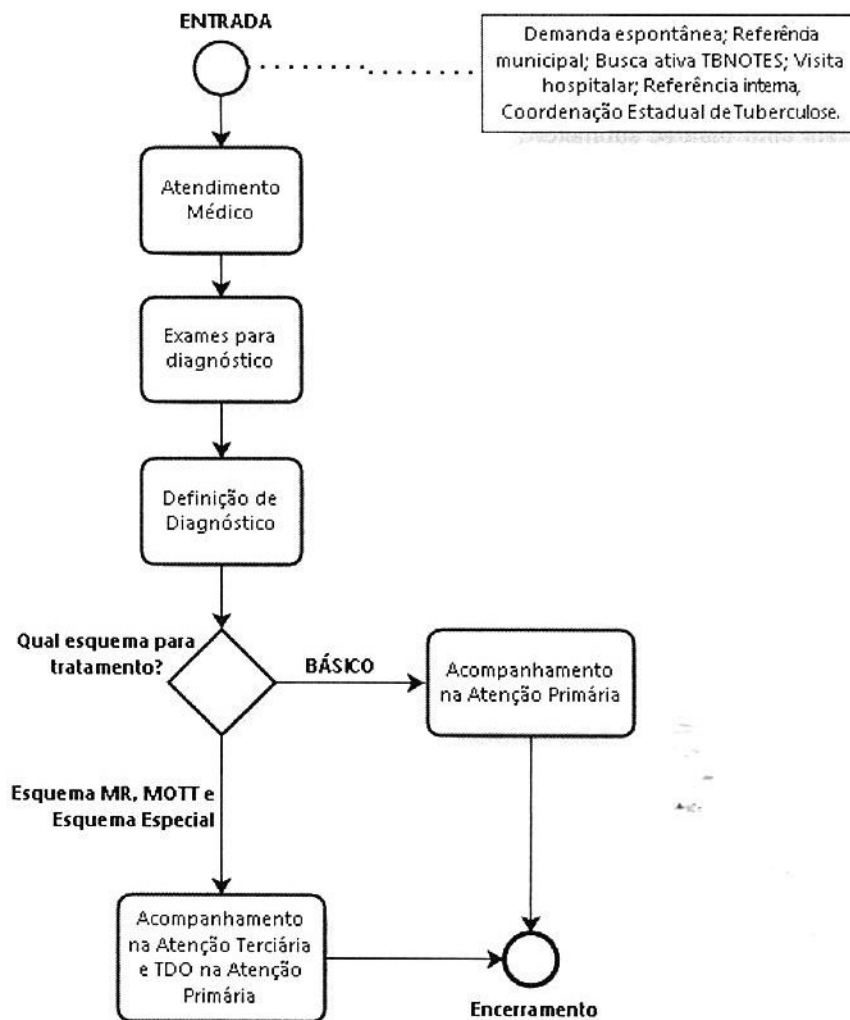 ENTRADA
Demanda espontânea; Referência
municipal; Busca ativa TBNOTES; Visita
hospitalar; Referência interna,
Coordenação Estadual de Tuberculose.
Atendimento
Médico
Exames para
diagnóstico
Definição de
Diagnóstico
Qual esquema para
tratamento?
BÁSICO
Acompanhamento
na Atenção Primária
Esquema MR, MOTT e
Esquema Especial
Acompanhamento
na Atenção Terciária
e TDO na Atenção
Primária
Encerramento